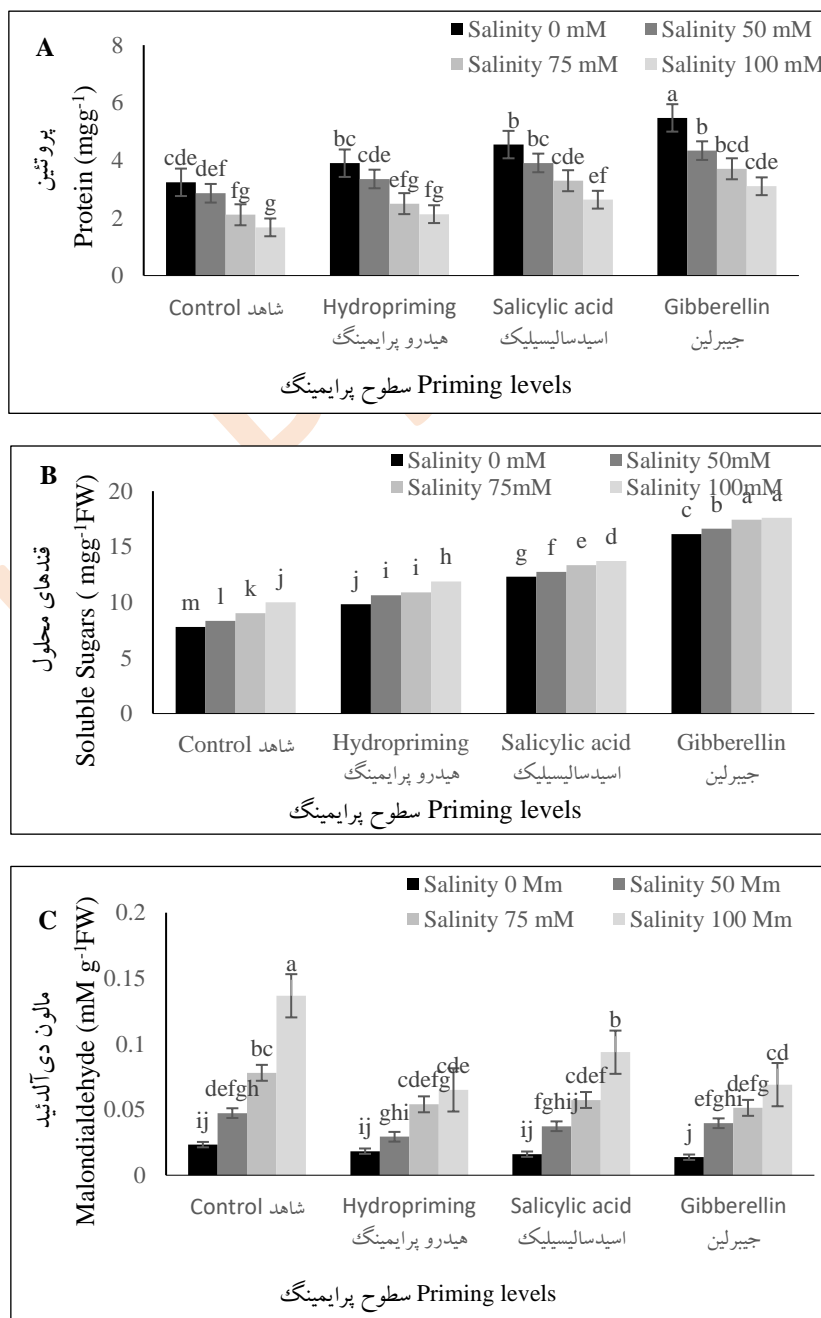 A
Salinity 0 mM Salinity 50 mM
Salinity 75 mM Salinity 100 mM
پروتئین
Protein (mgg-1)
8
6
4
2
0
cde def fg g
bc cde efg fg
b bc cde ef
a b bcd cde
Control شاهد
Hydropriming
هیدرو پرایمینگ
Salicylic acid
اسیدسالیسیلیک
Gibberellin
جیبرلین
سطوح پرایمینگ Priming levels
B
Salinity 0 mM Salinity 50mM
Salinity 75mM Salinity 100mM
قندهای محلول
Soluble Sugars ( mgg-1FW)
20
15
10
5
0
m l k j
j i i h
g f e d
c b a a
Control شاهد
Hydropriming
هیدرو پرایمینگ
Salicylic acid
اسیدسالیسیلیک
Gibberellin
جیبرلین
سطوح پرایمینگ Priming levels
C
Salinity 0 Mm Salinity 50 Mm
Salinity 75 mM Salinity 100 Mm
مالون دی‌آلدئید
Malondialdehyde (mM g-1FW)
0.2
0.15
0.1
0.05
0
ij defgh bc a
ij ghi cdefg cde
ij fghij cdef b
j efghi defg cd
Control شاهد
Hydropriming
هیدرو پرایمینگ
Salicylic acid
اسیدسالیسیلیک
Gibberellin
جیبرلین
سطوح پرایمینگ Priming levels